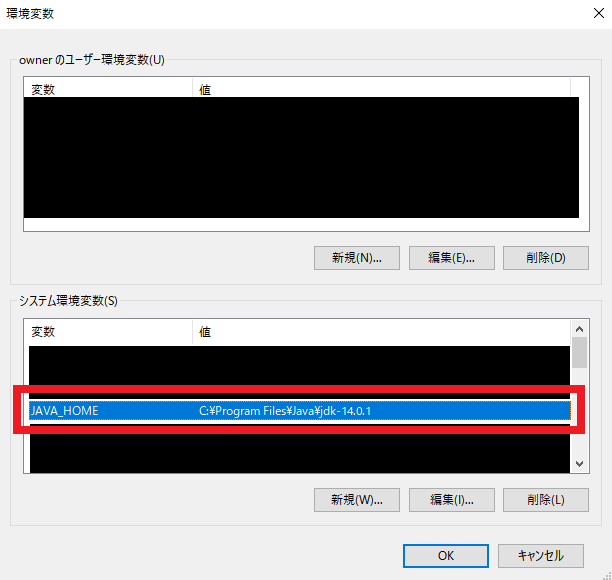 環境変数
owner のユーザー環境変数(U)
変数 値
新規(N)... 編集(E)... 削除(D)
システム環境変数(S)
変数 値
JAVA_HOME C:¥Program Files¥Java¥jdk-14.0.1
新規(W)... 編集(I)... 削除(L)
OK キャンセル